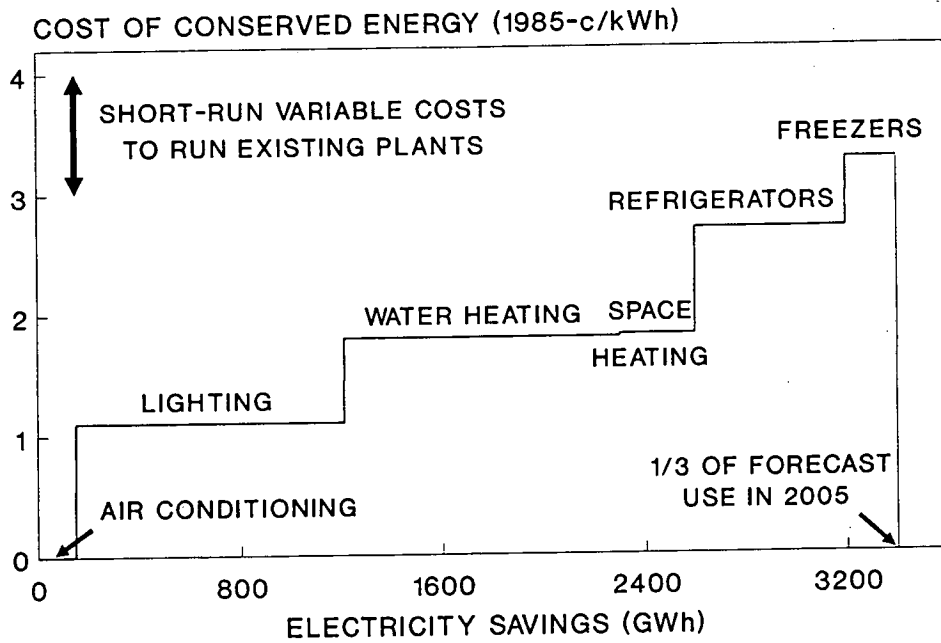 COST OF CONSERVED ENERGY (1985-c/kWh)
4
SHORT-RUN VARIABLE COSTS
TO RUN EXISTING PLANTS
FREEZERS
3
REFRIGERATORS
2
WATER HEATING
SPACE
HEATING
LIGHTING
1
1/3 OF FORECAST
USE IN 2005
AIR CONDITIONING
0
0
800
1600
2400
3200
ELECTRICITY SAVINGS (GWh)